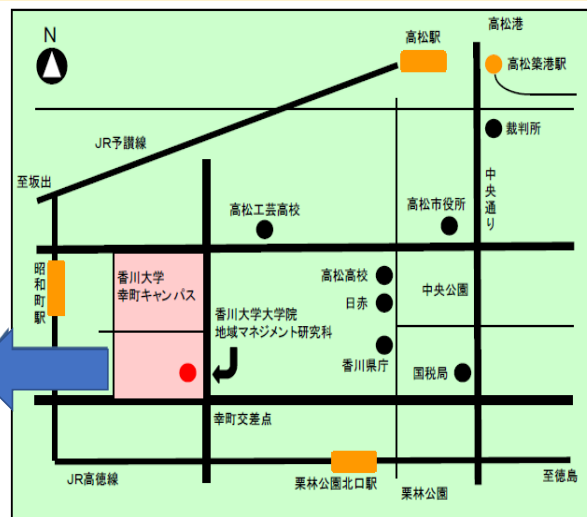 高松港
高松駅
N
高松築港駅
裁判所
JR予讃線
至坂出
中央通り
高松市役所
高松工芸高校
昭和町駅
香川大学
幸町キャンパス
高松高校
日赤
中央公園
香川大学大学院
地域マネジメント研究科
香川県庁
国税局
幸町交差点
JR高徳線
栗林公園北口駅
栗林公園
至徳島